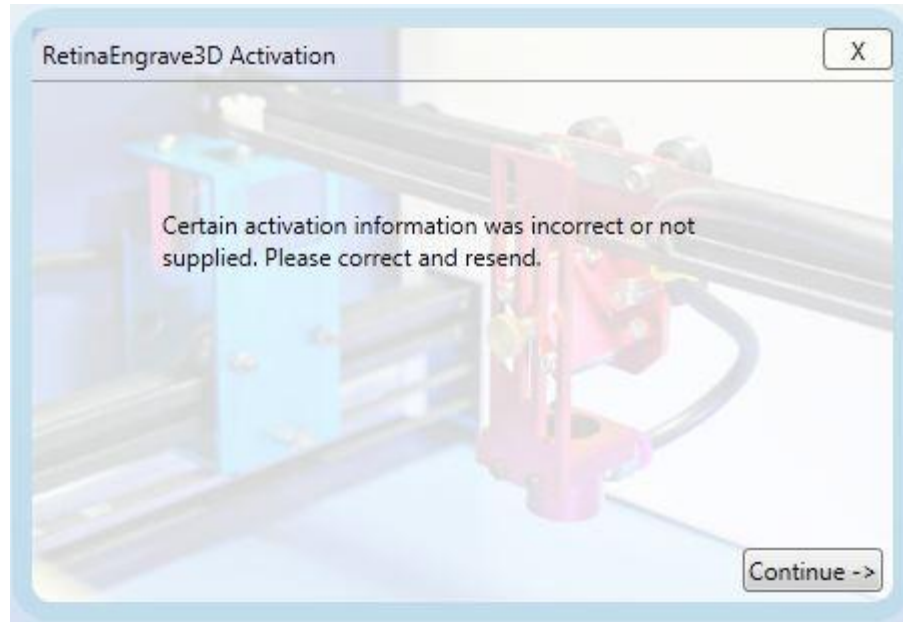 RetinaEngrave3D Activation
X
Certain activation information was incorrect or not
supplied. Please correct and resend.
Continue ->